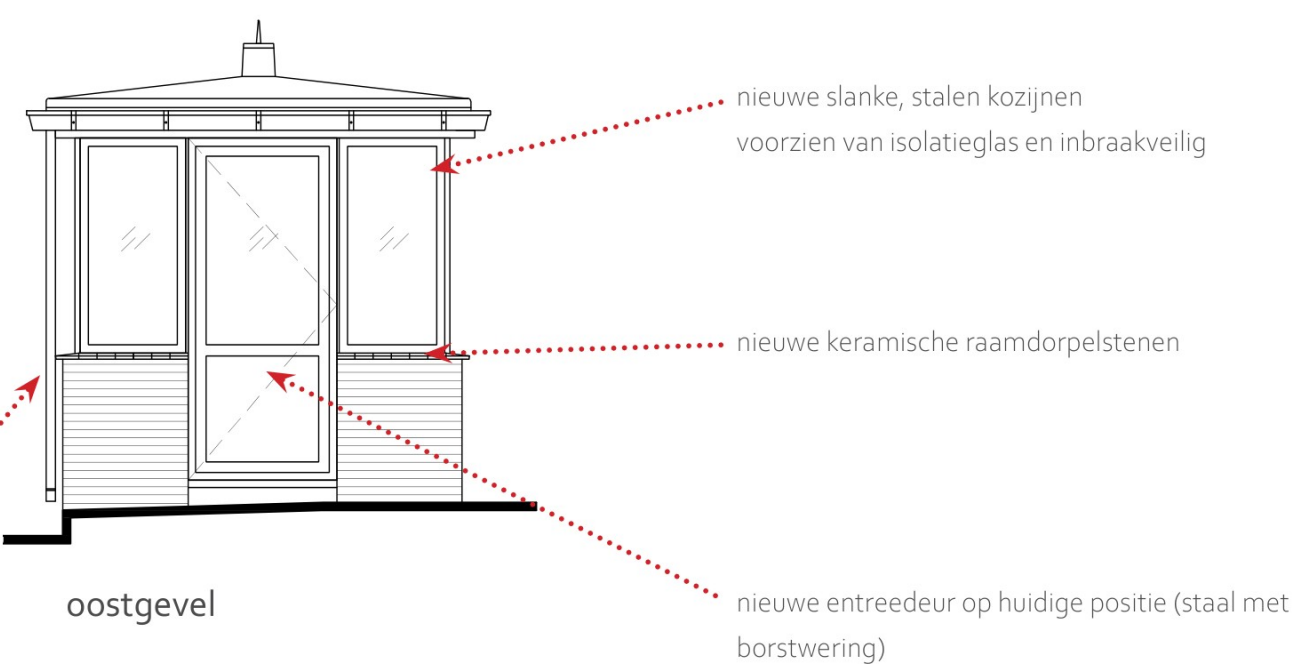 nieuwe slanke, stalen kozijnen
voorzien van isolatieglas en inbraakveilig
nieuwe keramische raamdorpelstenen
oostgevel
nieuwe entreedeur op huidige positie (staal met
borstwering)